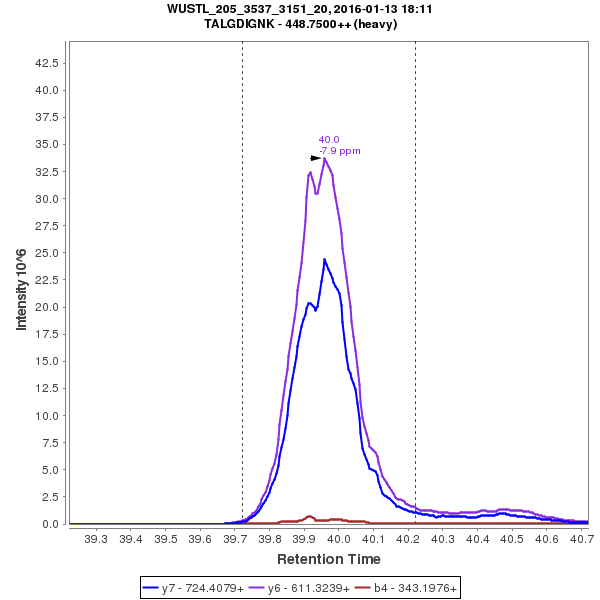 WUSTL_205_3537_3151_20, 2016-01-13 18:11
TALGDIGNK - 448.7500++ (heavy)
40.0
-7.9 ppm
Intensity 10^6
42.5
40.0
37.5
35.0
32.5
30.0
27.5
25.0
22.5
20.0
17.5
15.0
12.5
10.0
7.5
5.0
2.5
0.0
39.3 39.4 39.5 39.6 39.7 39.8 39.9 40.0 40.1 40.2 40.3 40.4 40.5 40.6 40.7
Retention Time
y7 - 724.4079+ y6 - 611.3239+ b4 - 343.1976+